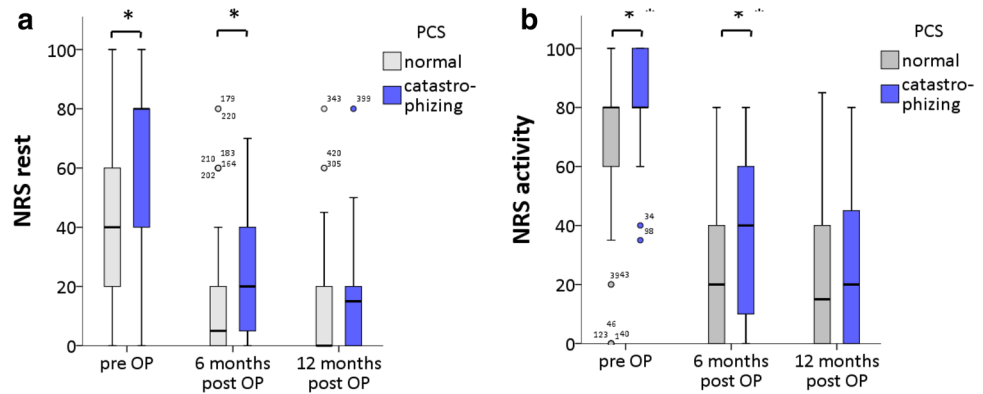 a
*
*
PCS
normal
catastro-
phizing
NRS rest
100
80
60
40
20
0
179
220
183
210
164
202
343
399
420
305
pre OP
6 months
post OP
12 months
post OP
b
* *
* *
PCS
normal
catastro-
phizing
NRS activity
100
80
60
40
20
0
34
98
3943
46
123
140
pre OP
6 months
post OP
12 months
post OP